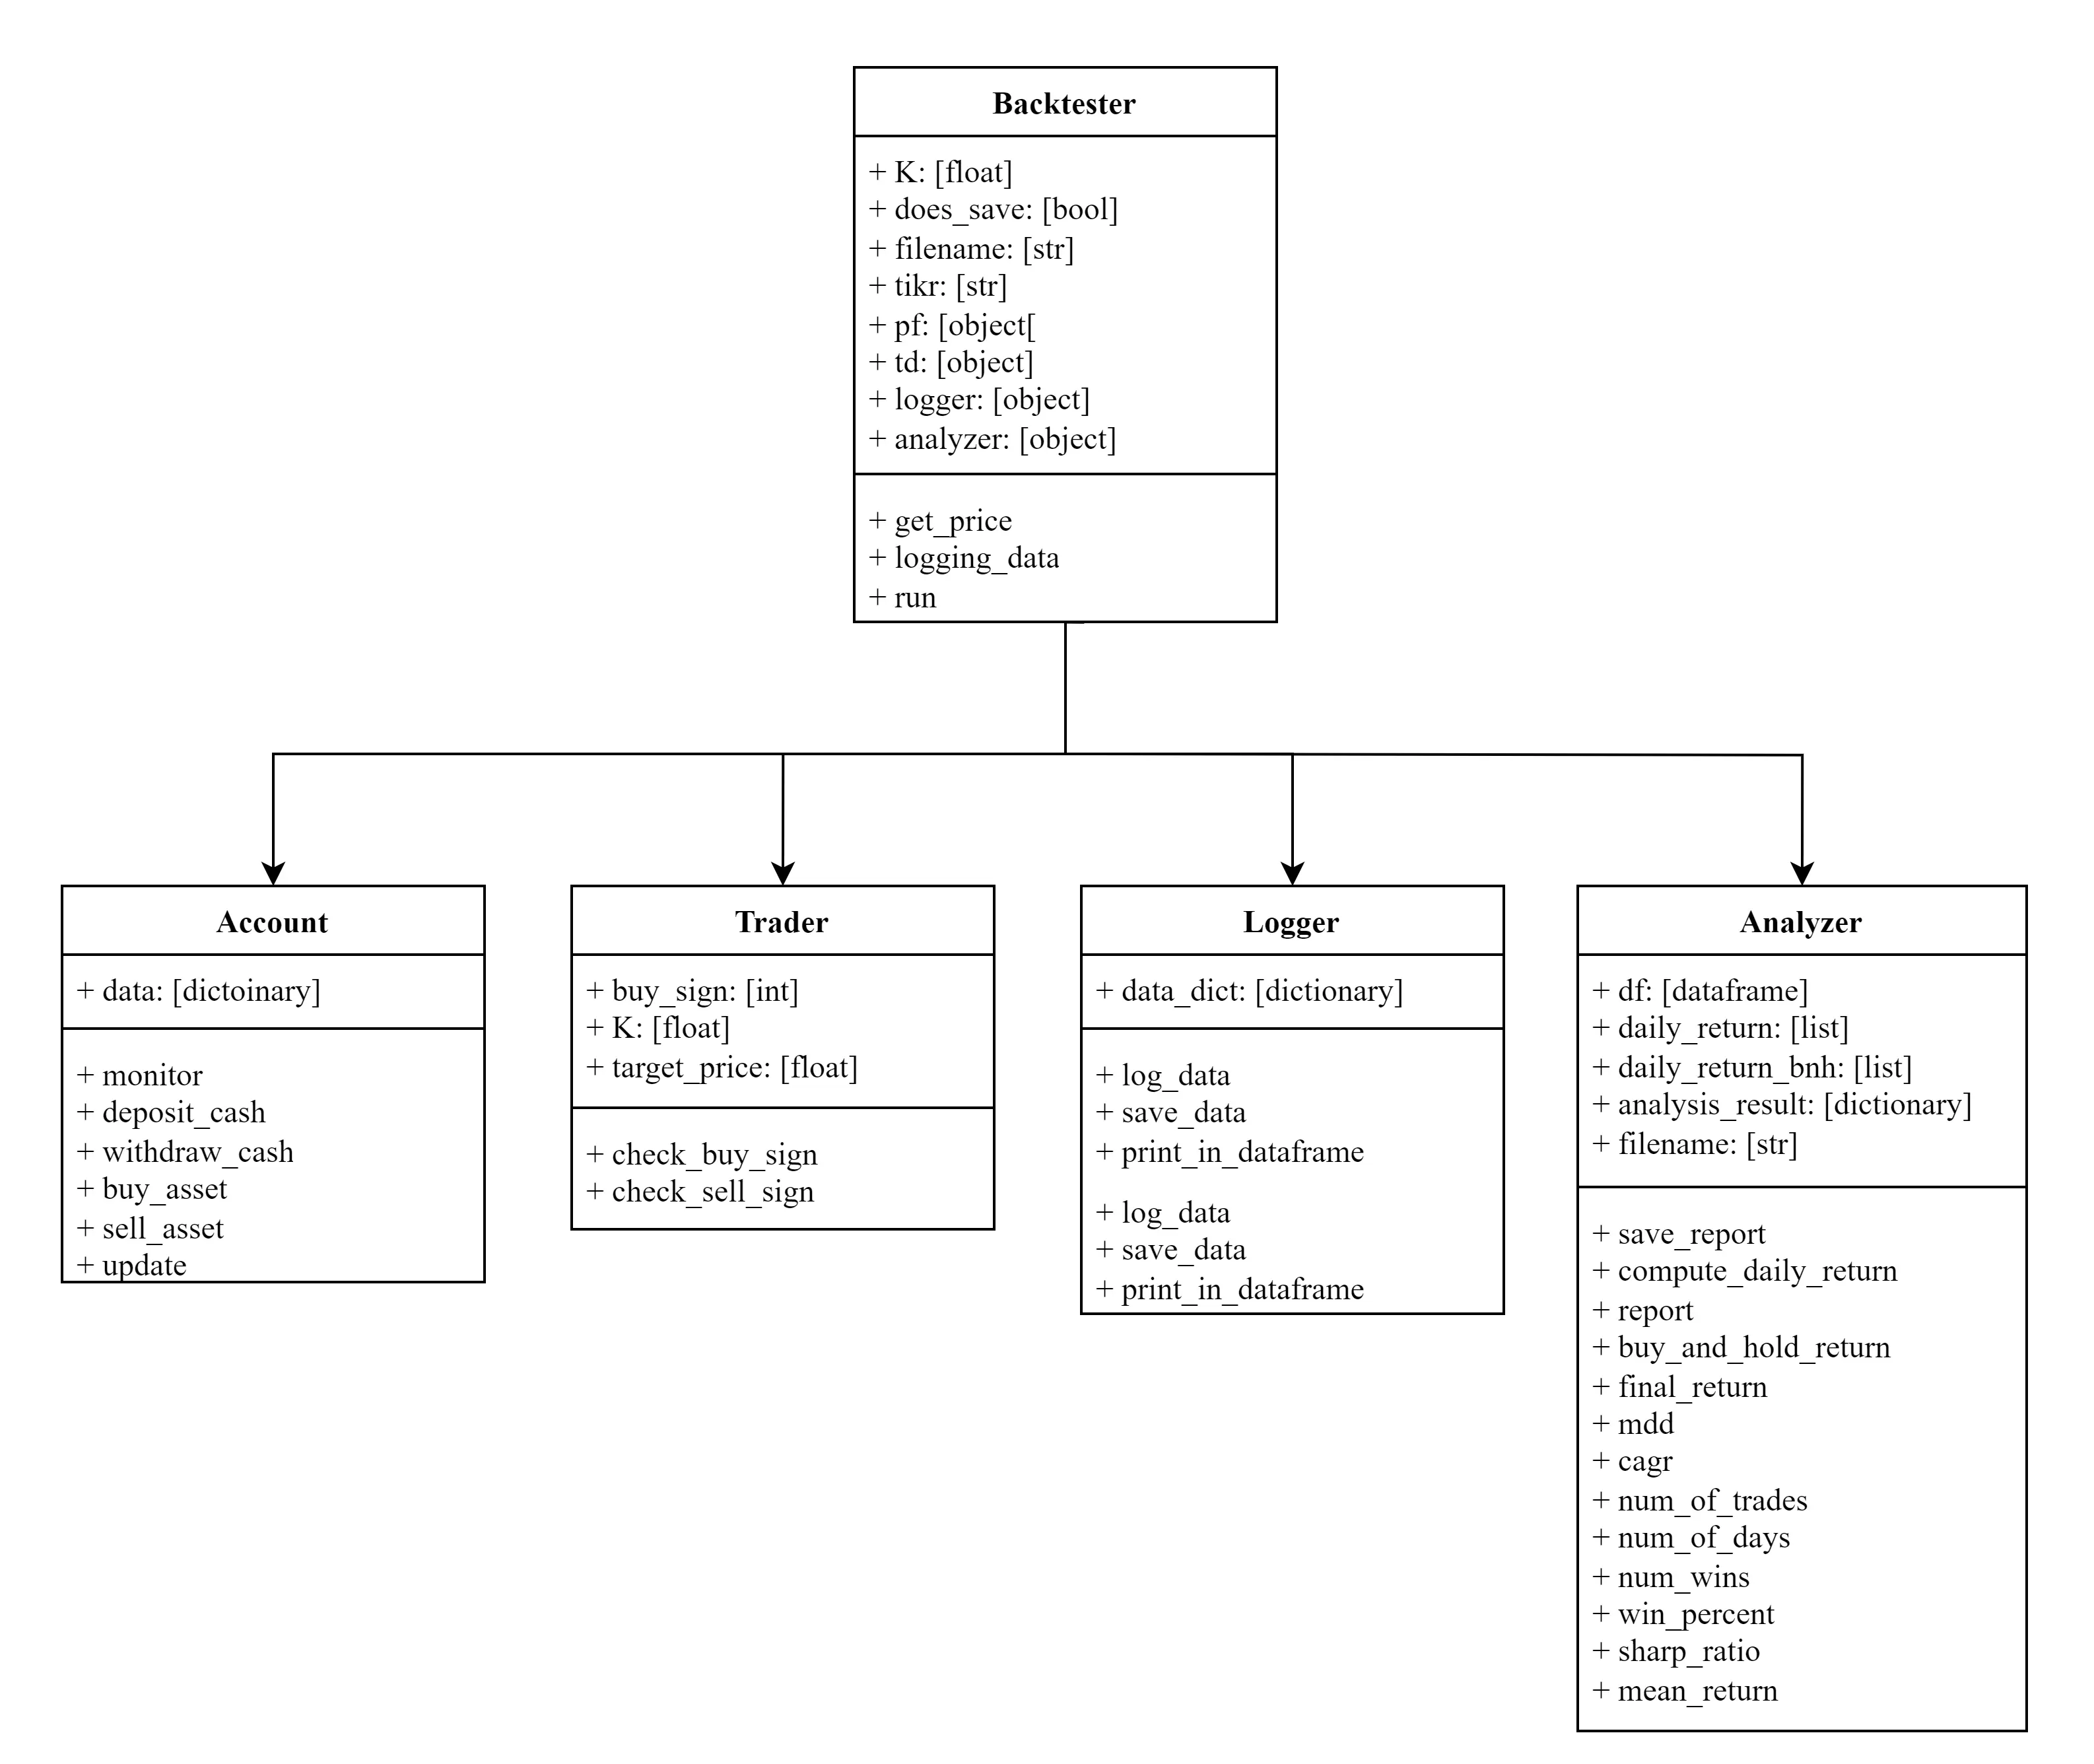 Backtester
+ K: [float]
+ does_save: [bool]
+ filename: [str]
+ tikr: [str]
+ pf: [object[
+ td: [object]
+ logger: [object]
+ analyzer: [object]
+ get_price
+ logging_data
+ run
Account
+ data: [dictoinary]
+ monitor
+ deposit_cash
+ withdraw_cash
+ buy_asset
+ sell_asset
+ update
Trader
+ buy_sign: [int]
+ K: [float]
+ target_price: [float]
+ check_buy_sign
+ check_sell_sign
Logger
+ data_dict: [dictionary]
+ log_data
+ save_data
+ print_in_dataframe
+ log_data
+ save_data
+ print_in_dataframe
Analyzer
+ df: [dataframe]
+ daily_return: [list]
+ daily_return_bnh: [list]
+ analysis_result: [dictionary]
+ filename: [str]
+ save_report
+ compute_daily_return
+ report
+ buy_and_hold_return
+ final_return
+ mdd
+ cagr
+ num_of_trades
+ num_of_days
+ num_wins
+ win_percent
+ sharp_ratio
+ mean_return